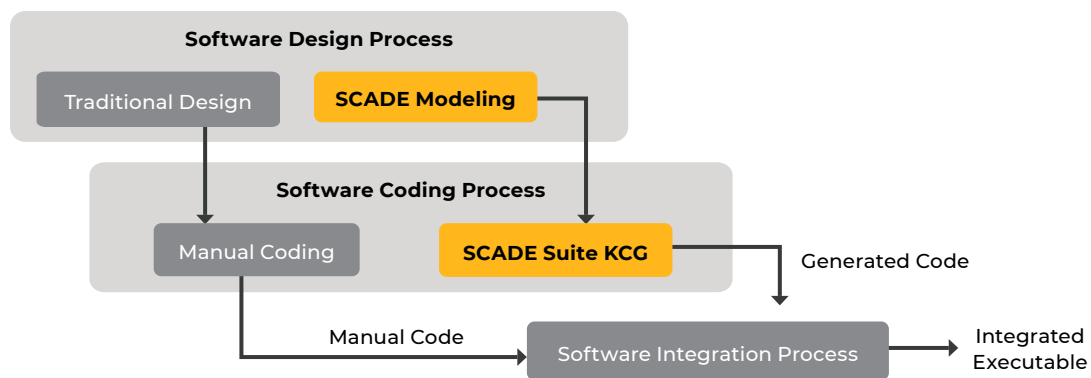 Software Design Process
Traditional Design
SCADE Modeling
Software Coding Process
Manual Coding
SCADE Suite KCG
Generated Code
Manual Code
Software Integration Process
Integrated
Executable